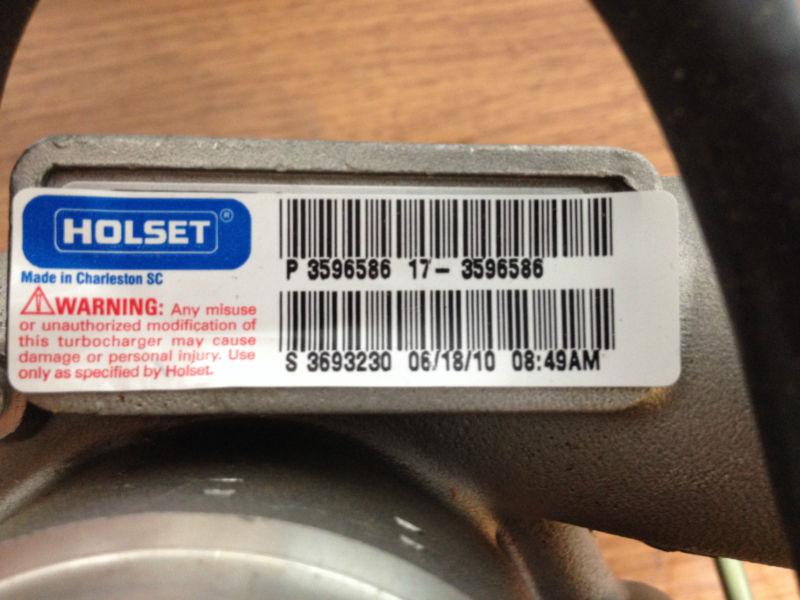 HOLSET®
Made in Charleston SC
WARNING: Any misuse
or unauthorized modification of
this turbocharger may cause
damage or personal injury. Use
only as specified by Holset.
P 3596586 17- 3596586
S 3693230 06/18/10 08:49AM